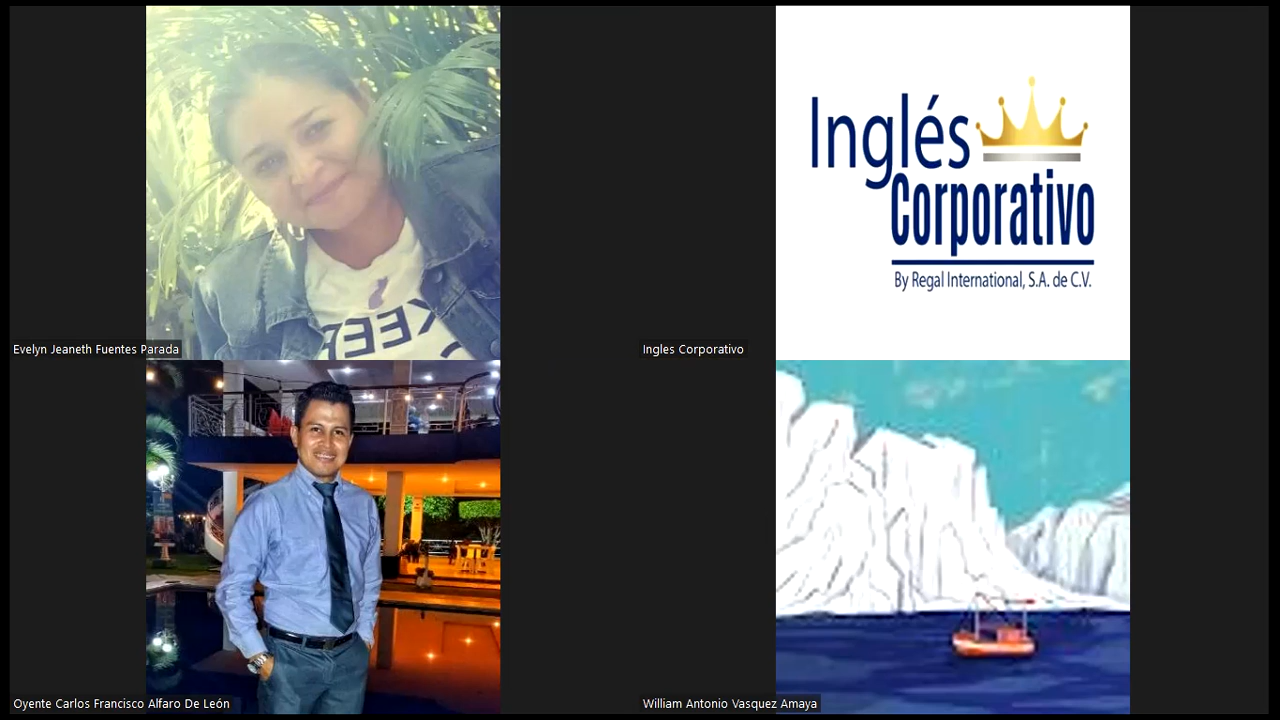 Inglés
Corporativo
By Regal International, S.A. de C.V.
Evelyn Jeaneth Fuentes Parada
Ingles Corporativo
Oyente Carlos Francisco Alfaro De León
William Antonio Vasquez Amaya